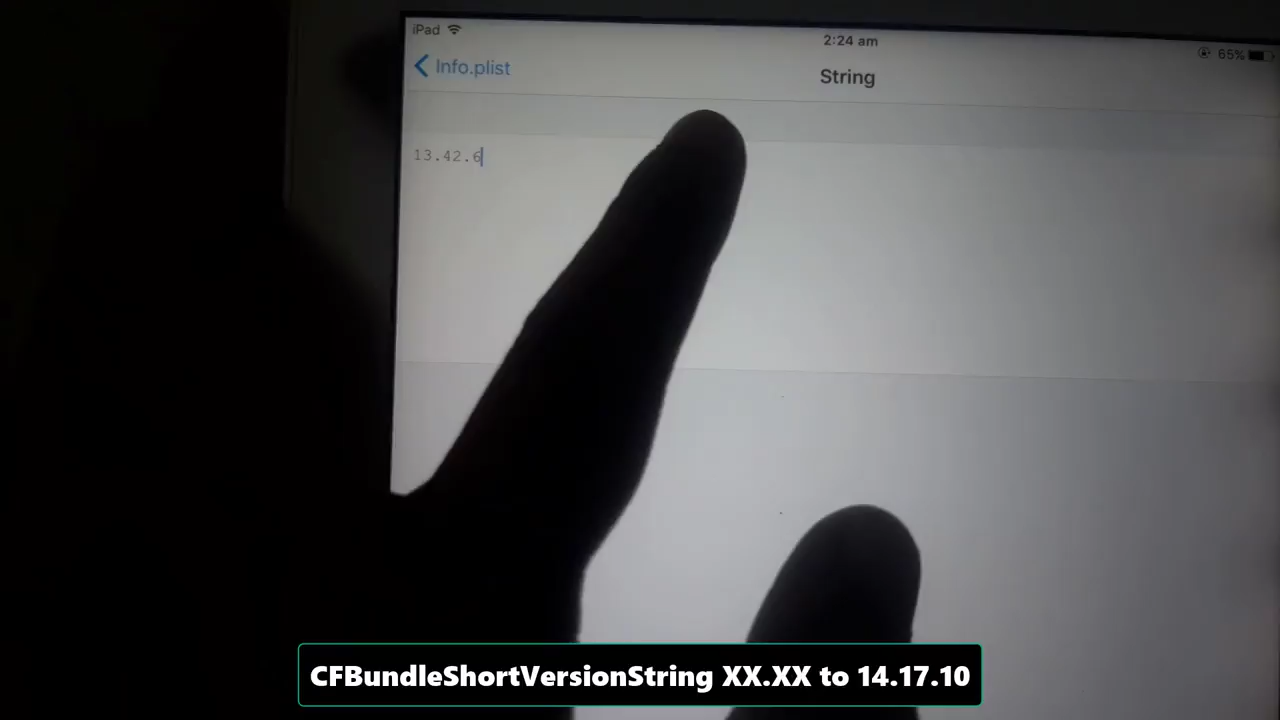 iPad
2:24 am
65%
Info.plist
String
13.42.6
CFBundleShortVersionString XX.XX to 14.17.10